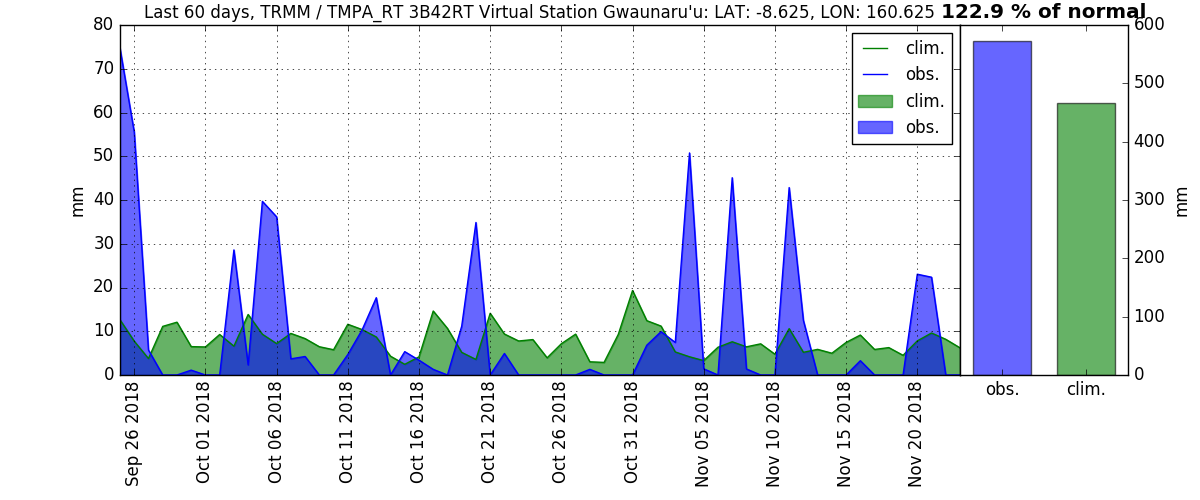 Last 60 days, TRMM / TMPA_RT 3B42RT Virtual Station Gwaunaru'u: LAT: -8.625, LON: 160.625 122.9 % of normal
80
70
60
50
40
30
20
10
0
mm
clim.
obs.
clim.
obs.
600
500
400
300
200
100
0
mm
Sep 26 2018
Oct 01 2018
Oct 06 2018
Oct 11 2018
Oct 16 2018
Oct 21 2018
Oct 26 2018
Oct 31 2018
Nov 05 2018
Nov 10 2018
Nov 15 2018
Nov 20 2018
obs.
clim.